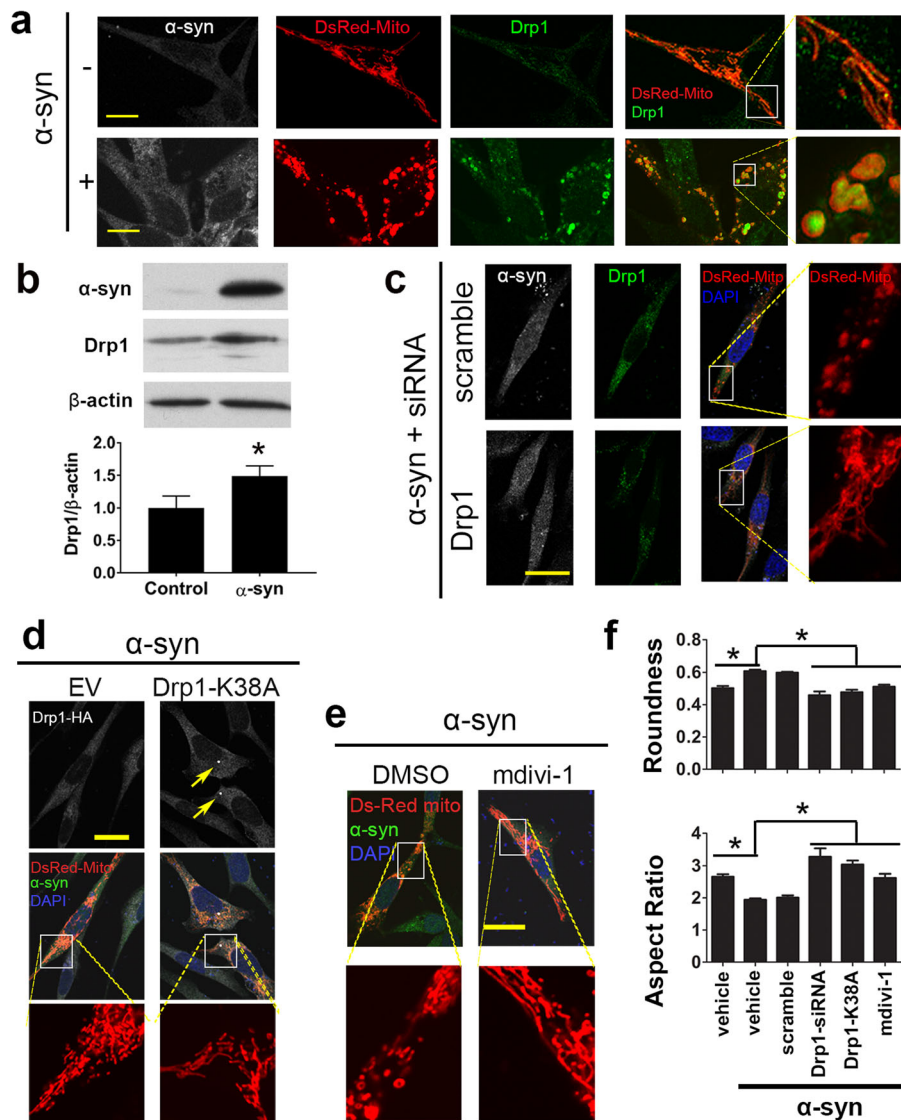 a
α-syn
DsRed-Mito
Drp1
α-syn
-
DsRed-Mito
Drp1
+
b
α-syn
Drp1
β-actin
Drp1/β-actin
2.0
1.5
1.0
0.5
0.0
*
Control
α-syn
c
α-syn
Drp1
DsRed-Mitp
DAPI
DsRed-Mitp
α-syn + siRNA
scramble
Drp1
d
α-syn
EV
Drp1-K38A
Drp1-HA
DsRed-Mito
α-syn
DAPI
e
α-syn
DMSO
mdivi-1
Ds-Red mito
α-syn
DAPI
f
Roundness
0.8
0.6
0.4
0.2
0.0
*
*
Aspect Ratio
4
3
2
1
0
*
*
vehicle
vehicle
scramble
Drp1-siRNA
Drp1-K38A
mdivi-1
α-syn